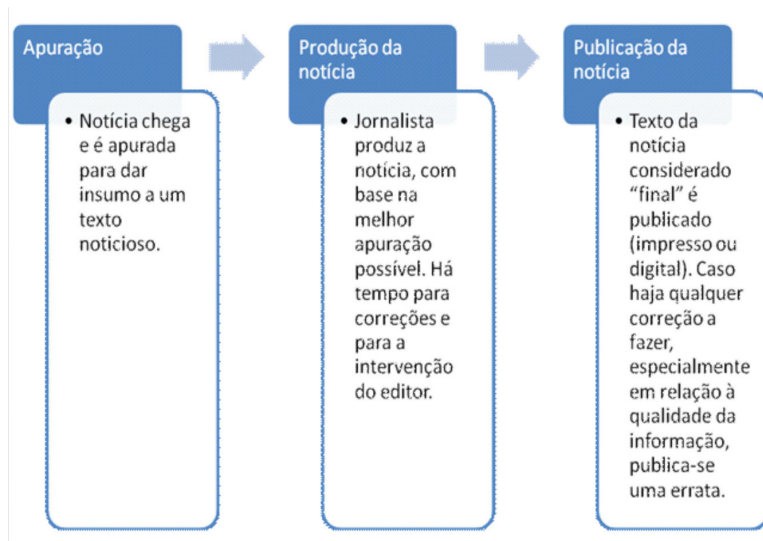 Apuração
• Notícia chega
e é apurada
para dar
insumo a um
texto
noticioso.
Produção da
notícia
• Jornalista
produz a
notícia, com
base na
melhor
apuração
possível. Há
tempo para
correções e
para a
intervenção
do editor.
Publicação da
notícia
• Texto da
notícia
considerado
“final” é
publicado
(impresso ou
digital). Caso
haja qualquer
correção a
fazer,
especialmente
em relação à
qualidade da
informação,
publica-se
uma errata.